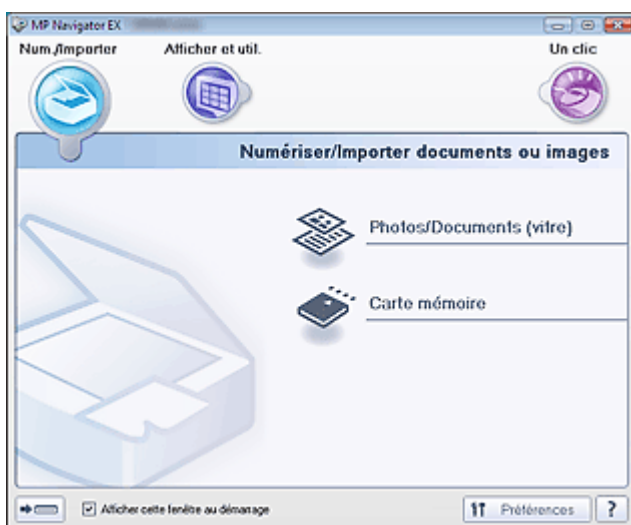 MP Navigator EX
Num./Importer
Afficher et util.
Un clic
Numériser/Importer documents ou images
Photos/Documents (vitre)
Carte mémoire
Afficher cette fenêtre au démarrage
Préférences
?